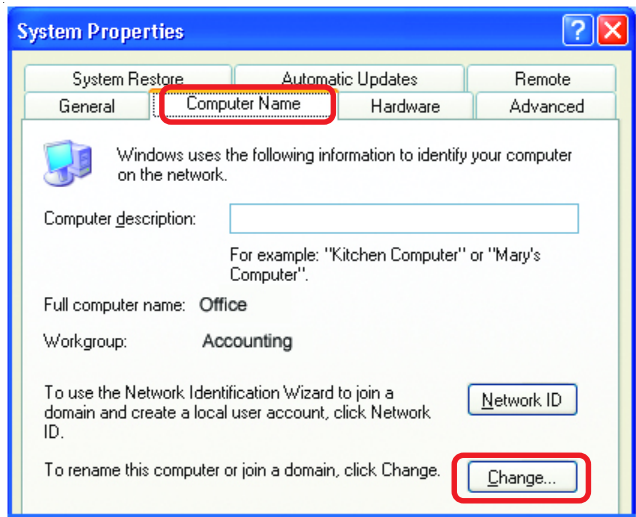 System Properties
System Restore Automatic Updates Remote
General Computer Name Hardware Advanced
Windows uses the following information to identify your computer
on the network.
Computer description:
For example: "Kitchen Computer" or "Mary's
Computer".
Full computer name: Office
Workgroup: Accounting
To use the Network Identification Wizard to join a
domain and create a local user account, click Network
ID.
Network ID
To rename this computer or join a domain, click Change.
Change...